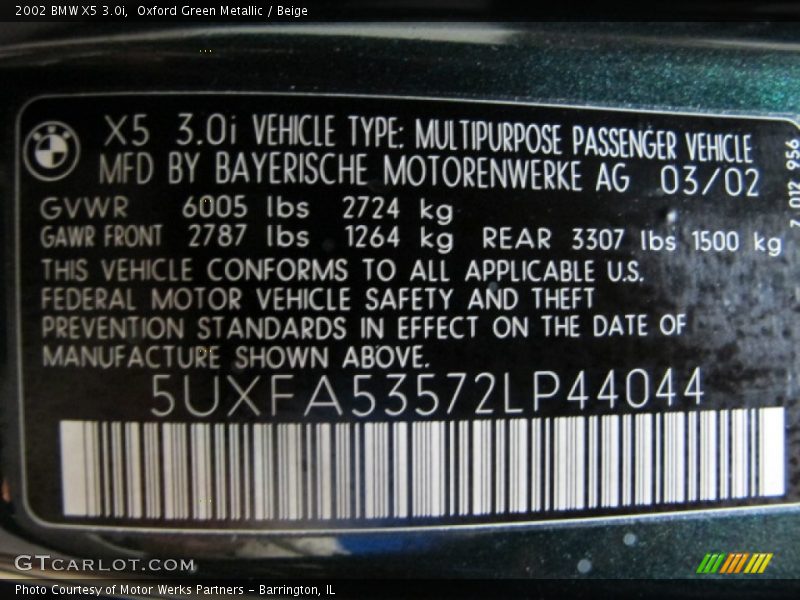 2002 BMW X5 3.0i, Oxford Green Metallic / Beige
X5 3.0i VEHICLE TYPE: MULTIPURPOSE PASSENGER VEHICLE
MFD BY BAYERISCHE MOTORENWERKE AG 03/02
GVWR 6005 lbs 2724 kg
GAWR FRONT 2787 lbs 1264 kg REAR 3307 lbs 1500 kg
THIS VEHICLE CONFORMS TO ALL APPLICABLE U.S.
FEDERAL MOTOR VEHICLE SAFETY AND THEFT
PREVENTION STANDARDS IN EFFECT ON THE DATE OF
MANUFACTURE SHOWN ABOVE.
5UXFA53572LP44044
7 012 956
GTCARLOT.COM
Photo Courtesy of Motor Werks Partners - Barrington, IL